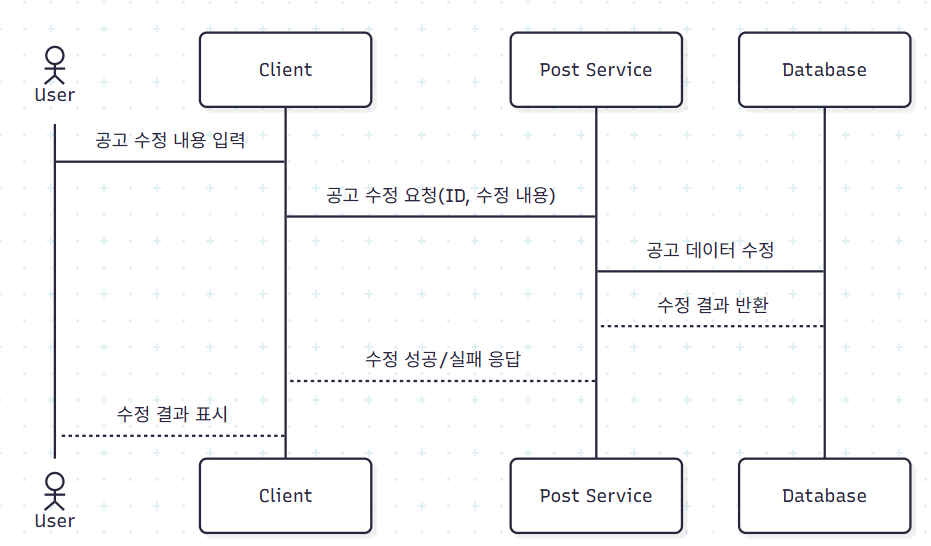 User
Client
Post Service
Database
공고 수정 내용 입력
공고 수정 요청(ID, 수정 내용)
공고 데이터 수정
수정 결과 반환
수정 성공/실패 응답
수정 결과 표시
User
Client
Post Service
Database